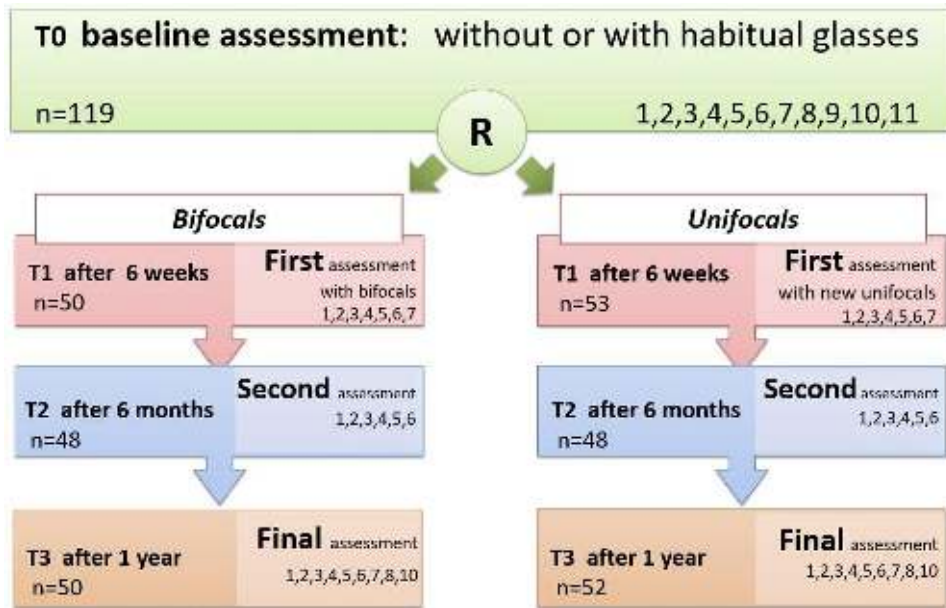 T0 baseline assessment: without or with habitual glasses
n=119
1,2,3,4,5,6,7,8,9,10,11
R
Bifocals
T1 after 6 weeks
n=50
First assessment
with bifocals
1,2,3,4,5,6,7
T2 after 6 months
n=48
Second assessment
1,2,3,4,5,6
T3 after 1 year
n=50
Final assessment
1,2,3,4,5,6,7,8,10
Unifocals
T1 after 6 weeks
n=53
First assessment
with new unifocals
1,2,3,4,5,6,7
T2 after 6 months
n=48
Second assessment
1,2,3,4,5,6
T3 after 1 year
n=52
Final assessment
1,2,3,4,5,6,7,8,10